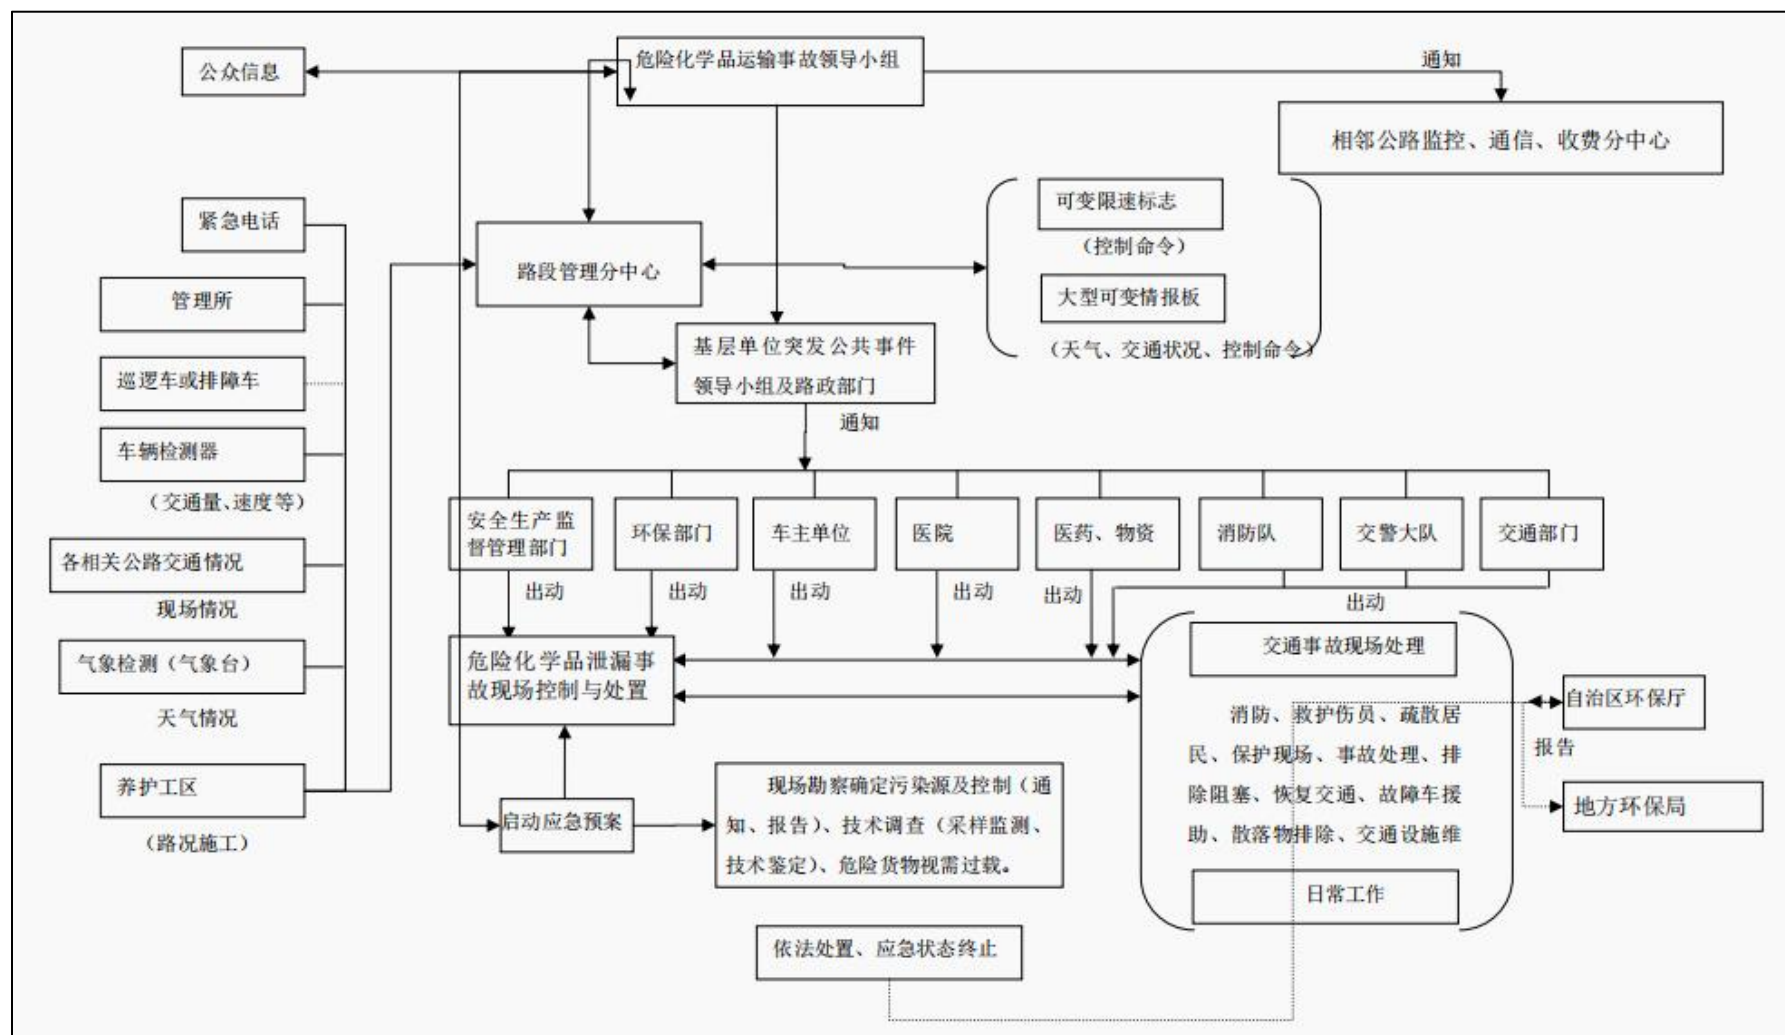 危险化学品运输事故领导小组
通知
公众信息
相邻公路监控、通信、收费分中心
紧急电话
可变限速标志
（控制命令）
路段管理分中心
管理所
大型可变情报板
（天气、交通状况、控制命令）
基层单位突发公共事件
领导小组及路政部门
巡逻车或排障车
通知
车辆检测器
（交通量、速度等）
安全生产监
督管理部门
环保部门
车主单位
医院
医药、物资
消防队
交警大队
交通部门
各相关公路交通情况
现场情况
出动
出动
出动
出动
出动
出动
气象检测（气象台）
天气情况
危险化学品泄漏事
故现场控制与处置
交通事故现场处理
消防、救护伤员、疏散居
民、保护现场、事故处理、排
除阻塞、恢复交通、故障车援
助、散落物排除、交通设施维
日常工作
自治区环保厅
报告
地方环保局
养护工区
（路况施工）
启动应急预案
现场勘察确定污染源及控制（通
知、报告）、技术调查（采样监测、
技术鉴定）、危险货物视需过载。
依法处置、应急状态终止